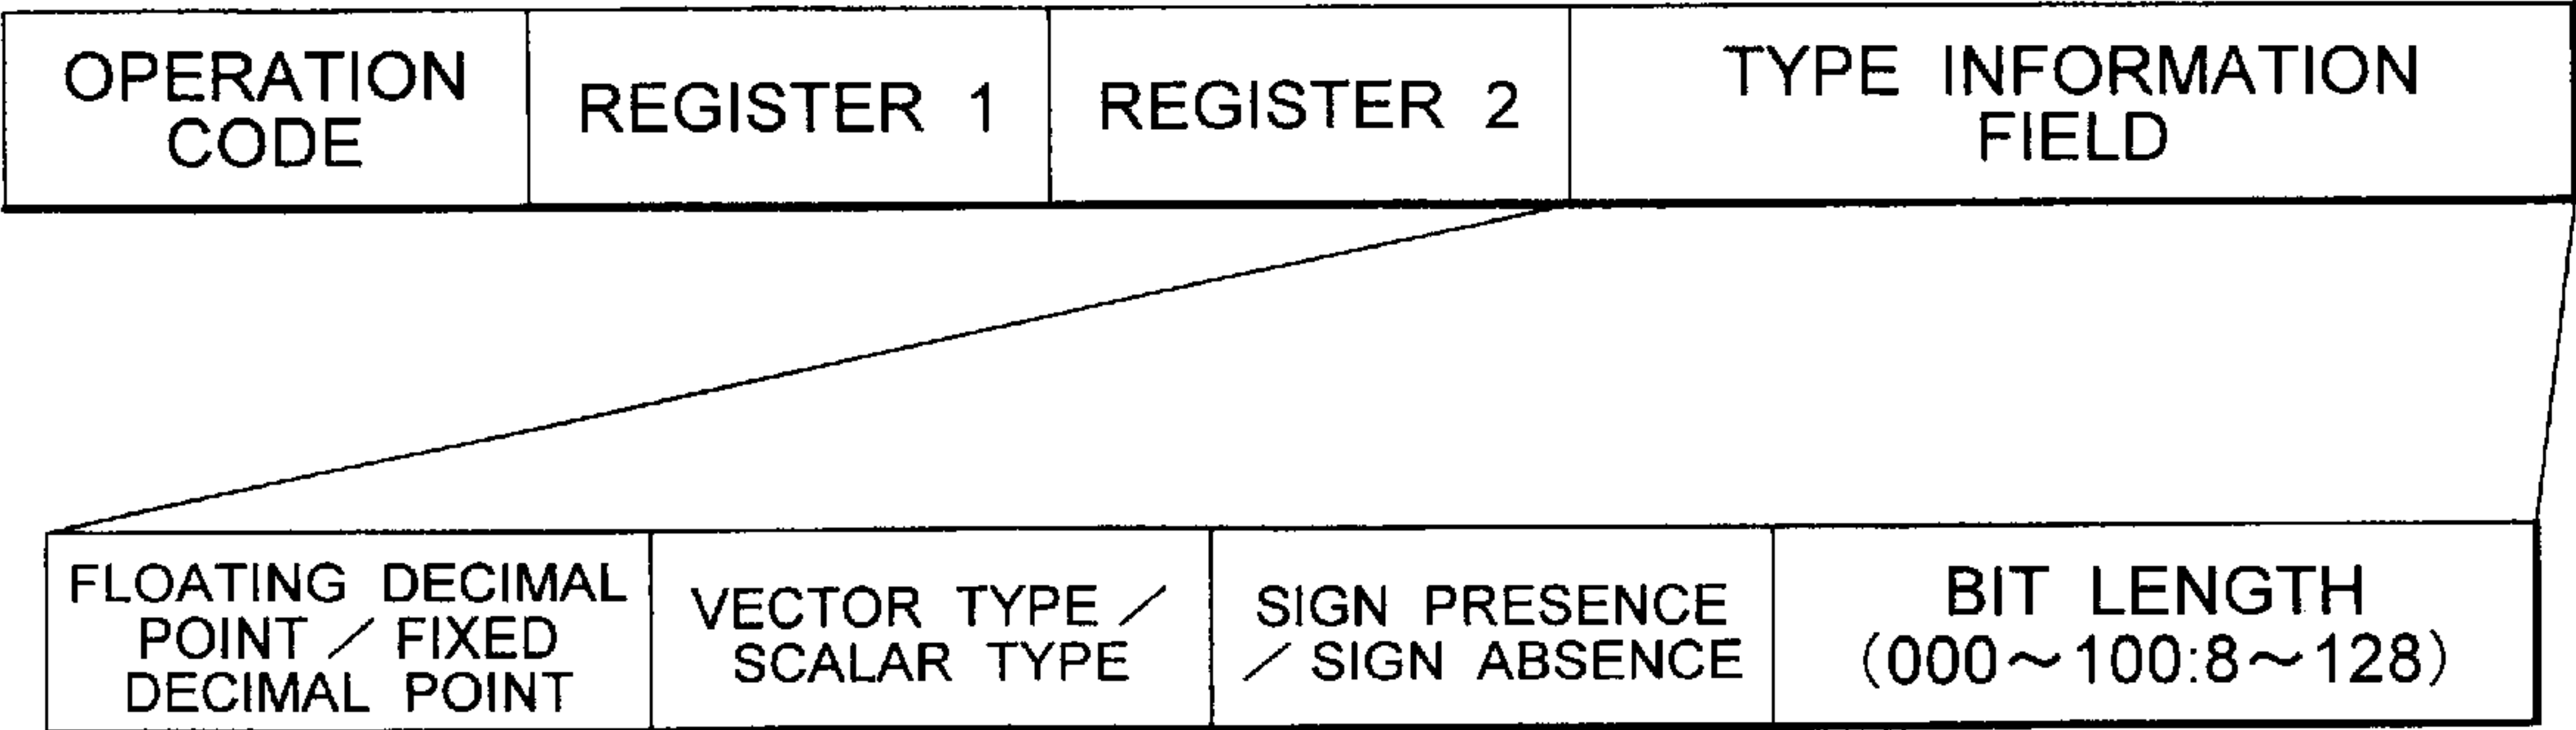 OPERATION
CODE
REGISTER 1
REGISTER 2
TYPE INFORMATION
FIELD
FLOATING DECIMAL
POINT / FIXED
DECIMAL POINT
VECTOR TYPE /
SCALAR TYPE
SIGN PRESENCE
/ SIGN ABSENCE
BIT LENGTH
(000~100:8~128)